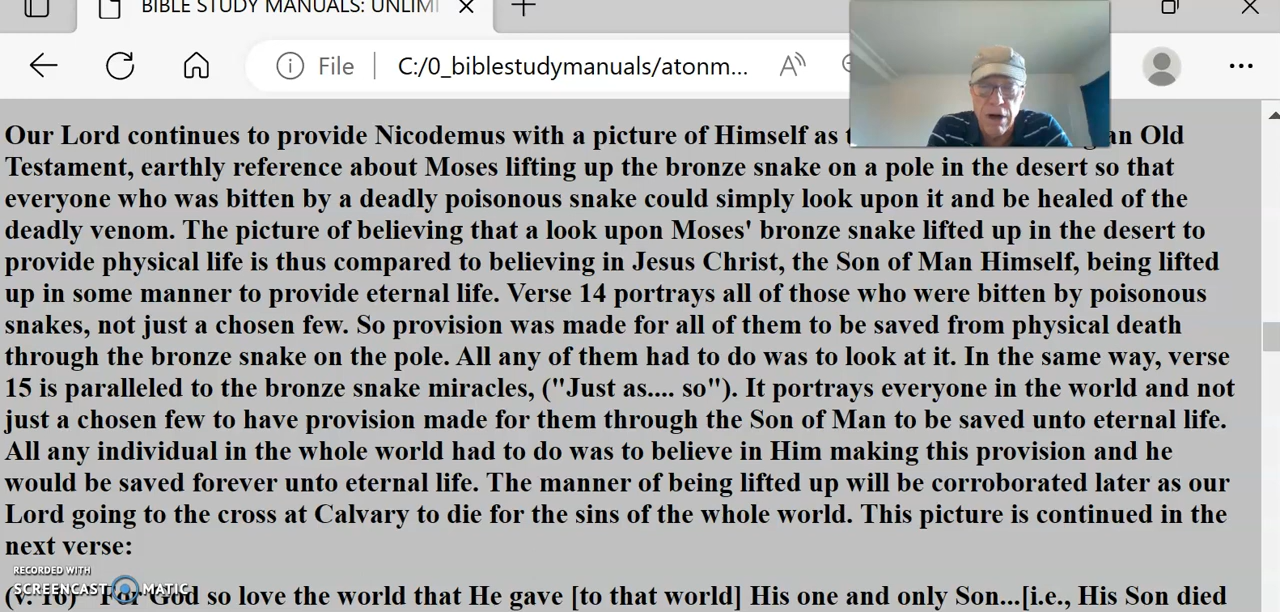 BIBLE STUDY MANUALS: UNLIMI
File C:/0_biblestudymanuals/atonm...
Our Lord continues to provide Nicodemus with a picture of Himself as an Old
Testament, earthly reference about Moses lifting up the bronze snake on a pole in the desert so that
everyone who was bitten by a deadly poisonous snake could simply look upon it and be healed of the
deadly venom. The picture of believing that a look upon Moses' bronze snake lifted up in the desert to
provide physical life is thus compared to believing in Jesus Christ, the Son of Man Himself, being lifted
up in some manner to provide eternal life. Verse 14 portrays all of those who were bitten by poisonous
snakes, not just a chosen few. So provision was made for all of them to be saved from physical death
through the bronze snake on the pole. All any of them had to do was to look at it. In the same way, verse
15 is paralleled to the bronze snake miracles, ("Just as.... so"). It portrays everyone in the world and not
just a chosen few to have provision made for them through the Son of Man to be saved unto eternal life.
All any individual in the whole world had to do was to believe in Him making this provision and he
would be saved forever unto eternal life. The manner of being lifted up will be corroborated later as our
Lord going to the cross at Calvary to die for the sins of the whole world. This picture is continued in the
next verse:
RECORDED WITH
SCREENCAST MATIC
(v. 16) "For God so love the world that He gave [to that world] His one and only Son...[i.e., His Son died